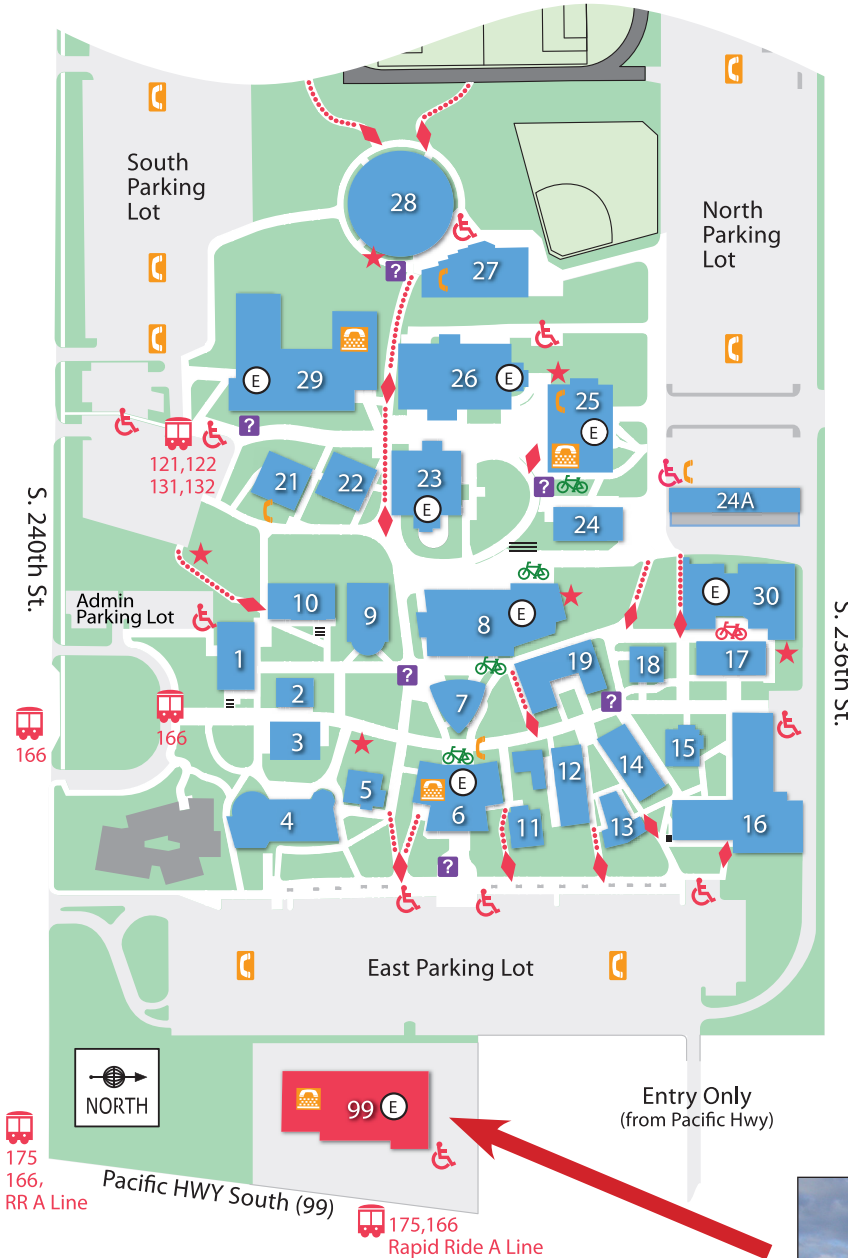 South
Parking
Lot
North
Parking
Lot
28
?
27
29
E
26
E
25
E
?
121,122
131,132
21
22
23
E
?
24
24A
S. 240th St.
S. 236th St.
Admin
Parking Lot
10
9
8
E
E
30
1
2
3
?
7
19
18
17
?
166
166
5
4
E
6
11
12
13
14
15
16
?
East Parking Lot
NORTH
99
E
Entry Only
(from Pacific Hwy)
175
166,
RR A Line
Pacific HWY South (99)
175,166
Rapid Ride A Line